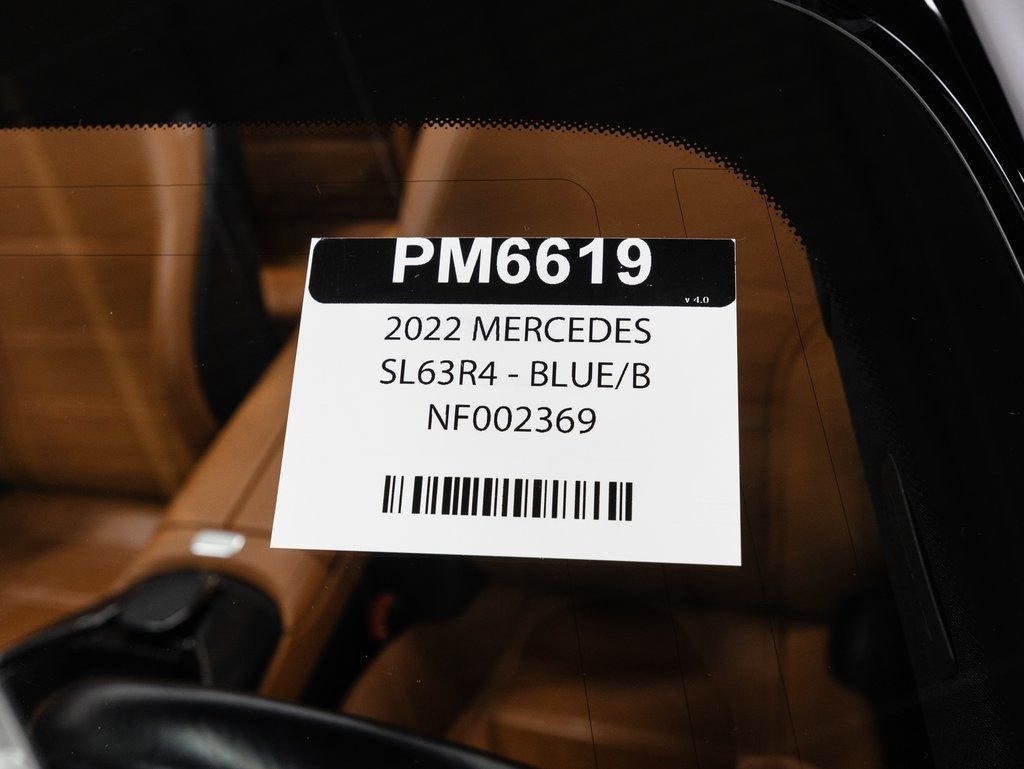 PM6619
v 4.0
2022 MERCEDES
SL63R4 - BLUE/B
NF002369